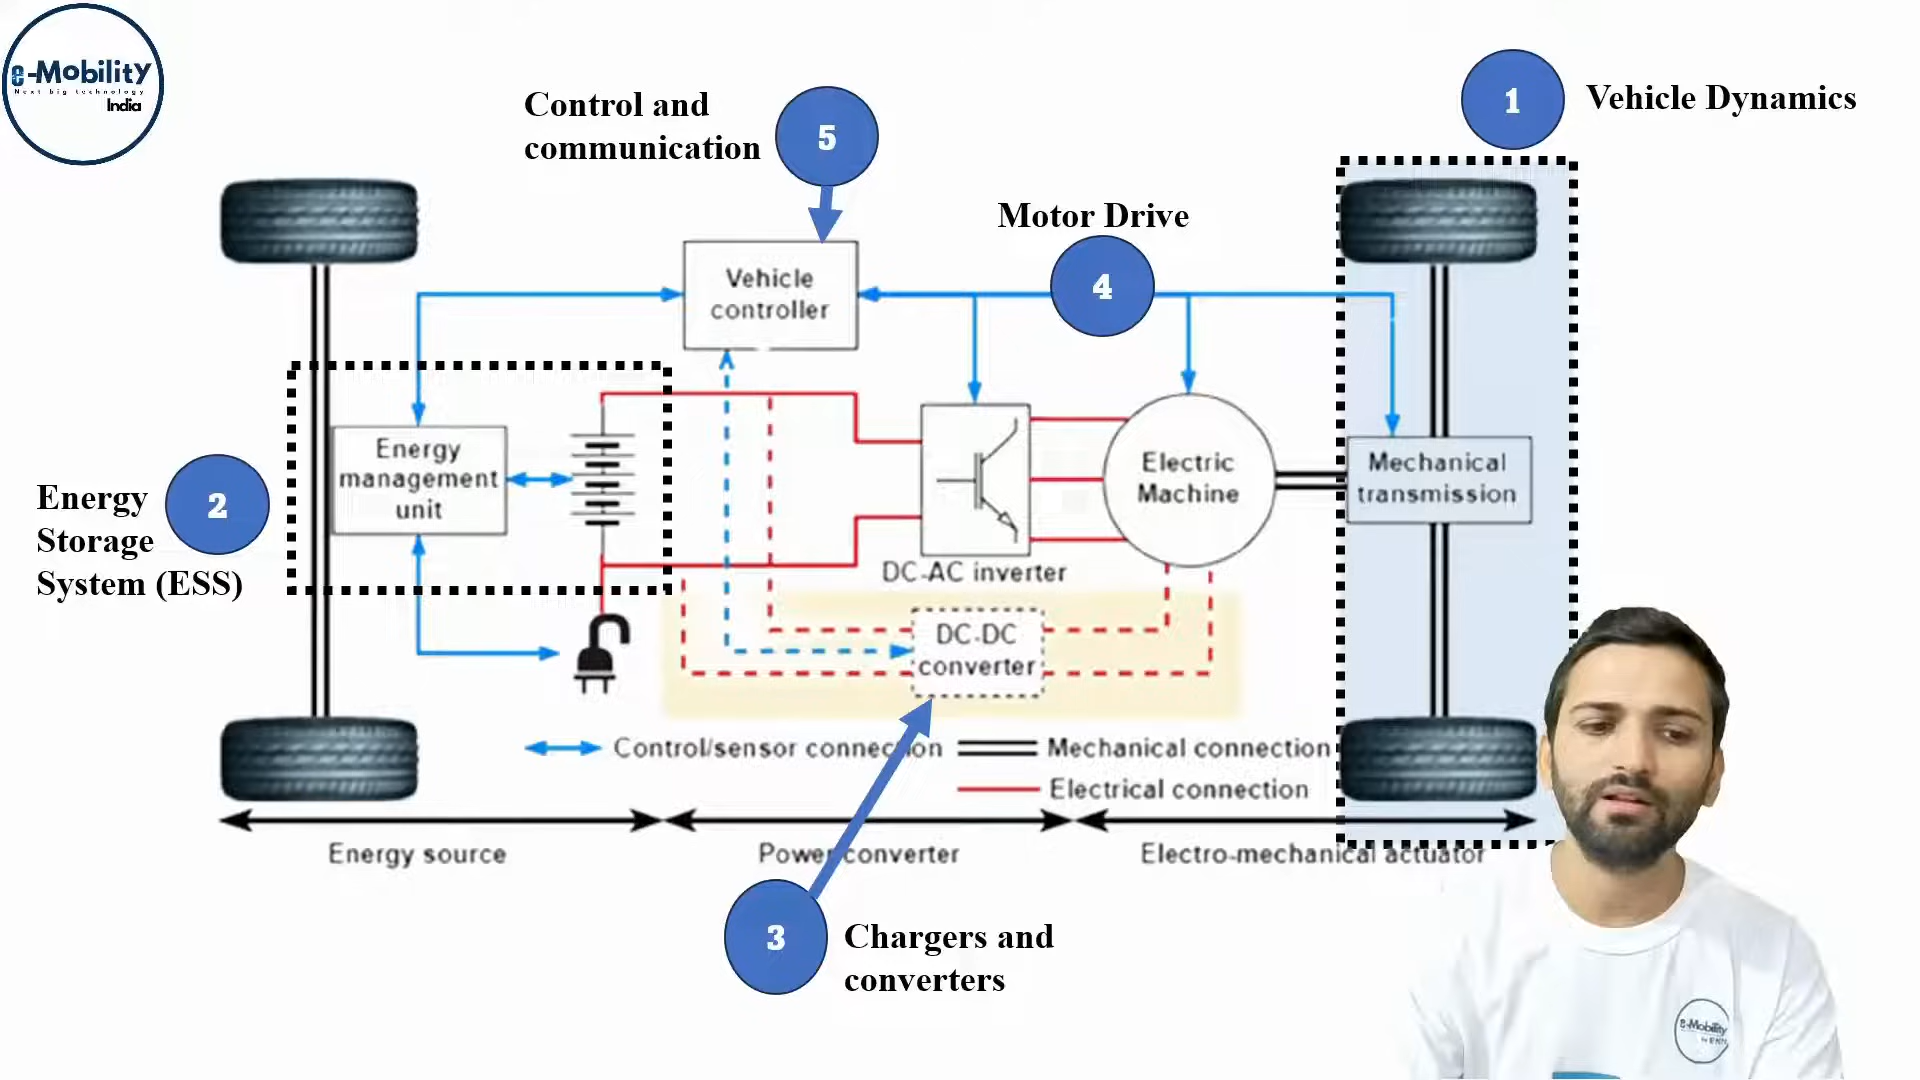 e-Mobility
Next big technology
India
Control and
communication
5
1
Vehicle Dynamics
Motor Drive
4
Vehicle
controller
Energy
Storage
System (ESS)
2
Energy
management
unit
DC-AC inverter
Electric
Machine
Mechanical
transmission
DC-DC
converter
Control/sensor connection
Mechanical connection
Electrical connection
Energy source
Power converter
Electro-mechanical actuator
3
Chargers and
converters
e-Mobility